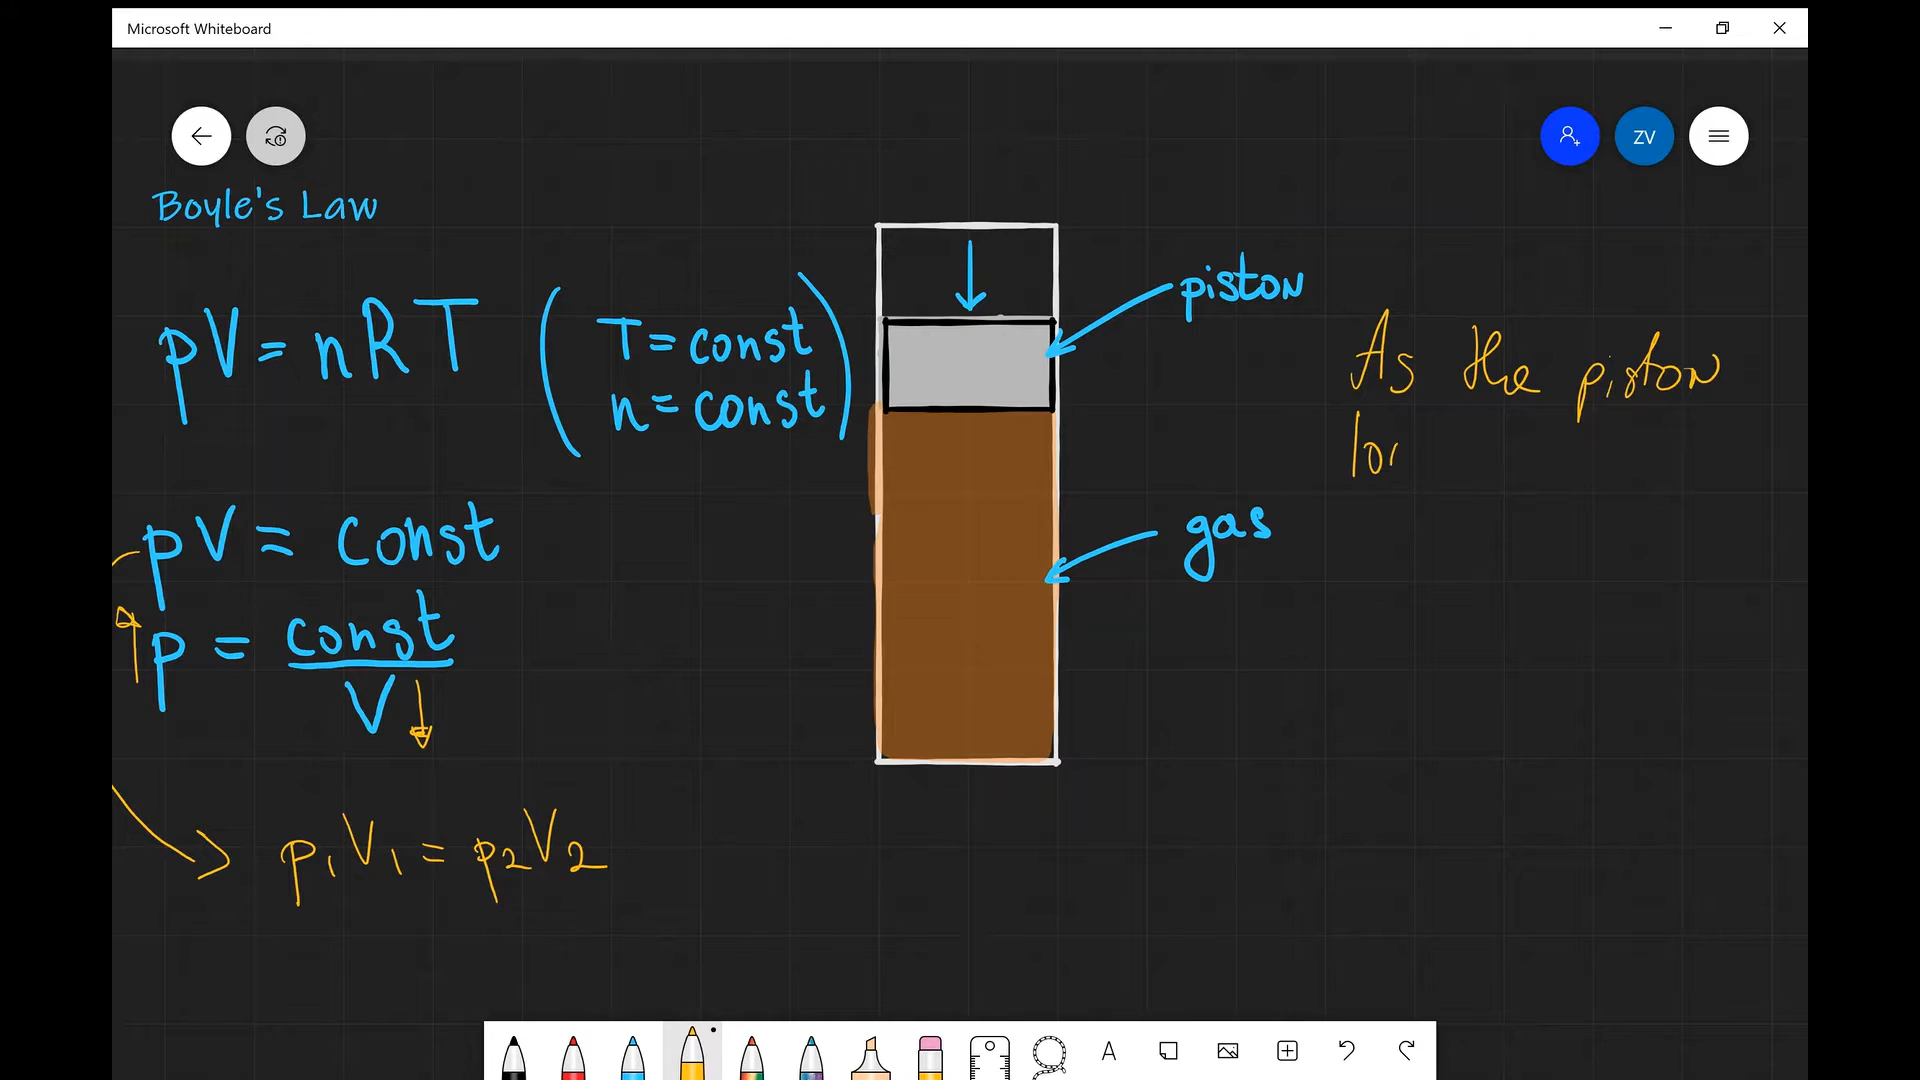 Microsoft Whiteboard
ZV
Boyle's Law
pV = nRT
( T = const
n = const )
piston
As the piston
gas
pV = const
p = const
V
p₁V₁ = p₂V₂
A